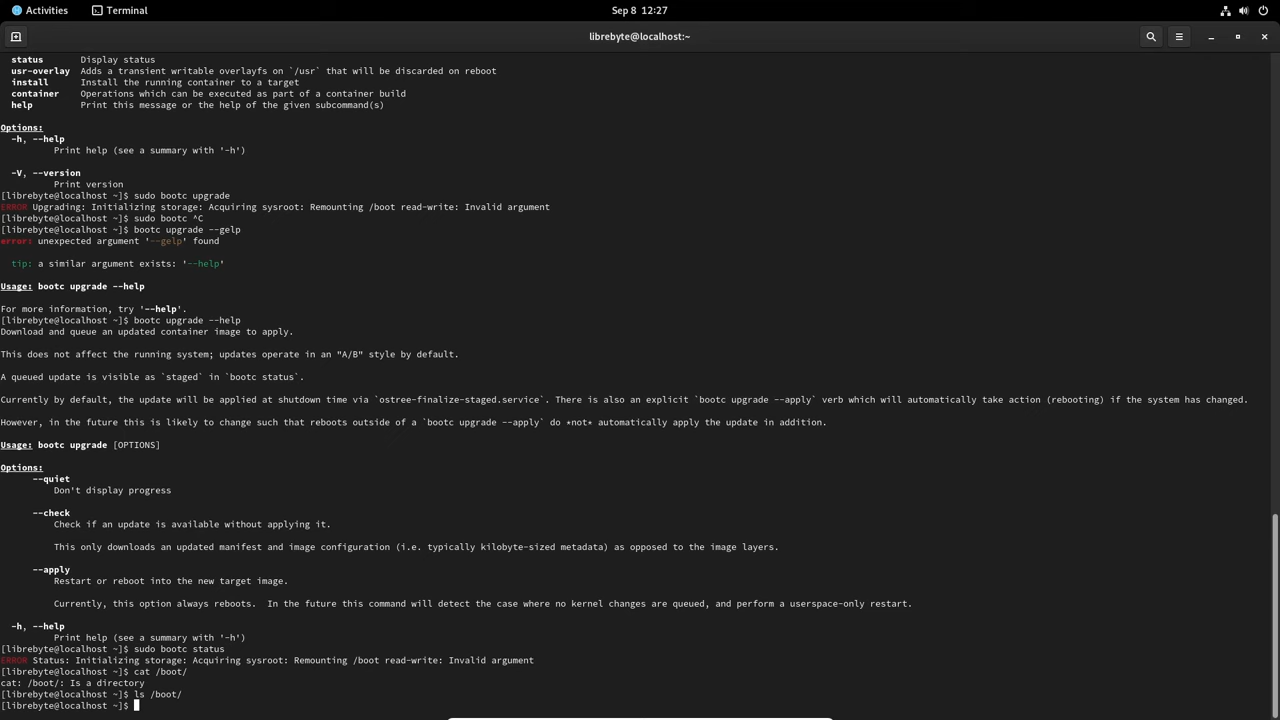 Activities
Terminal
Sep 8 12:27
librebyte@localhost:~
status Display status
usr-overlay Adds a transient writable overlayfs on `/usr` that will be discarded on reboot
install Install the running container to a target
container Operations which can be executed as part of a container build
help Print this message or the help of the given subcommand(s)
Options:
-h, --help
Print help (see a summary with '-h')
-V, --version
Print version
[librebyte@localhost ~]$ sudo bootc upgrade
ERROR Upgrading: Initializing storage: Acquiring sysroot: Remounting /boot read-write: Invalid argument
[librebyte@localhost ~]$ sudo bootc ^C
[librebyte@localhost ~]$ bootc upgrade --gelp
error: unexpected argument '--gelp' found
tip: a similar argument exists: '--help'
Usage: bootc upgrade --help
For more information, try '--help'.
[librebyte@localhost ~]$ bootc upgrade --help
Download and queue an updated container image to apply.
This does not affect the running system; updates operate in an "A/B" style by default.
A queued update is visible as `staged` in `bootc status`.
Currently by default, the update will be applied at shutdown time via `ostree-finalize-staged.service`. There is also an explicit `bootc upgrade --apply` verb which will automatically take action (rebooting) if the system has changed.
However, in the future this is likely to change such that reboots outside of a `bootc upgrade --apply` do *not* automatically apply the update in addition.
Usage: bootc upgrade [OPTIONS]
Options:
--quiet
Don't display progress
--check
Check if an update is available without applying it.
This only downloads an updated manifest and image configuration (i.e. typically kilobyte-sized metadata) as opposed to the image layers.
--apply
Restart or reboot into the new target image.
Currently, this option always reboots. In the future this command will detect the case where no kernel changes are queued, and perform a userspace-only restart.
-h, --help
Print help (see a summary with '-h')
[librebyte@localhost ~]$ sudo bootc status
ERROR Status: Initializing storage: Acquiring sysroot: Remounting /boot read-write: Invalid argument
[librebyte@localhost ~]$ cat /boot/
cat: /boot/: Is a directory
[librebyte@localhost ~]$ ls /boot/
[librebyte@localhost ~]$